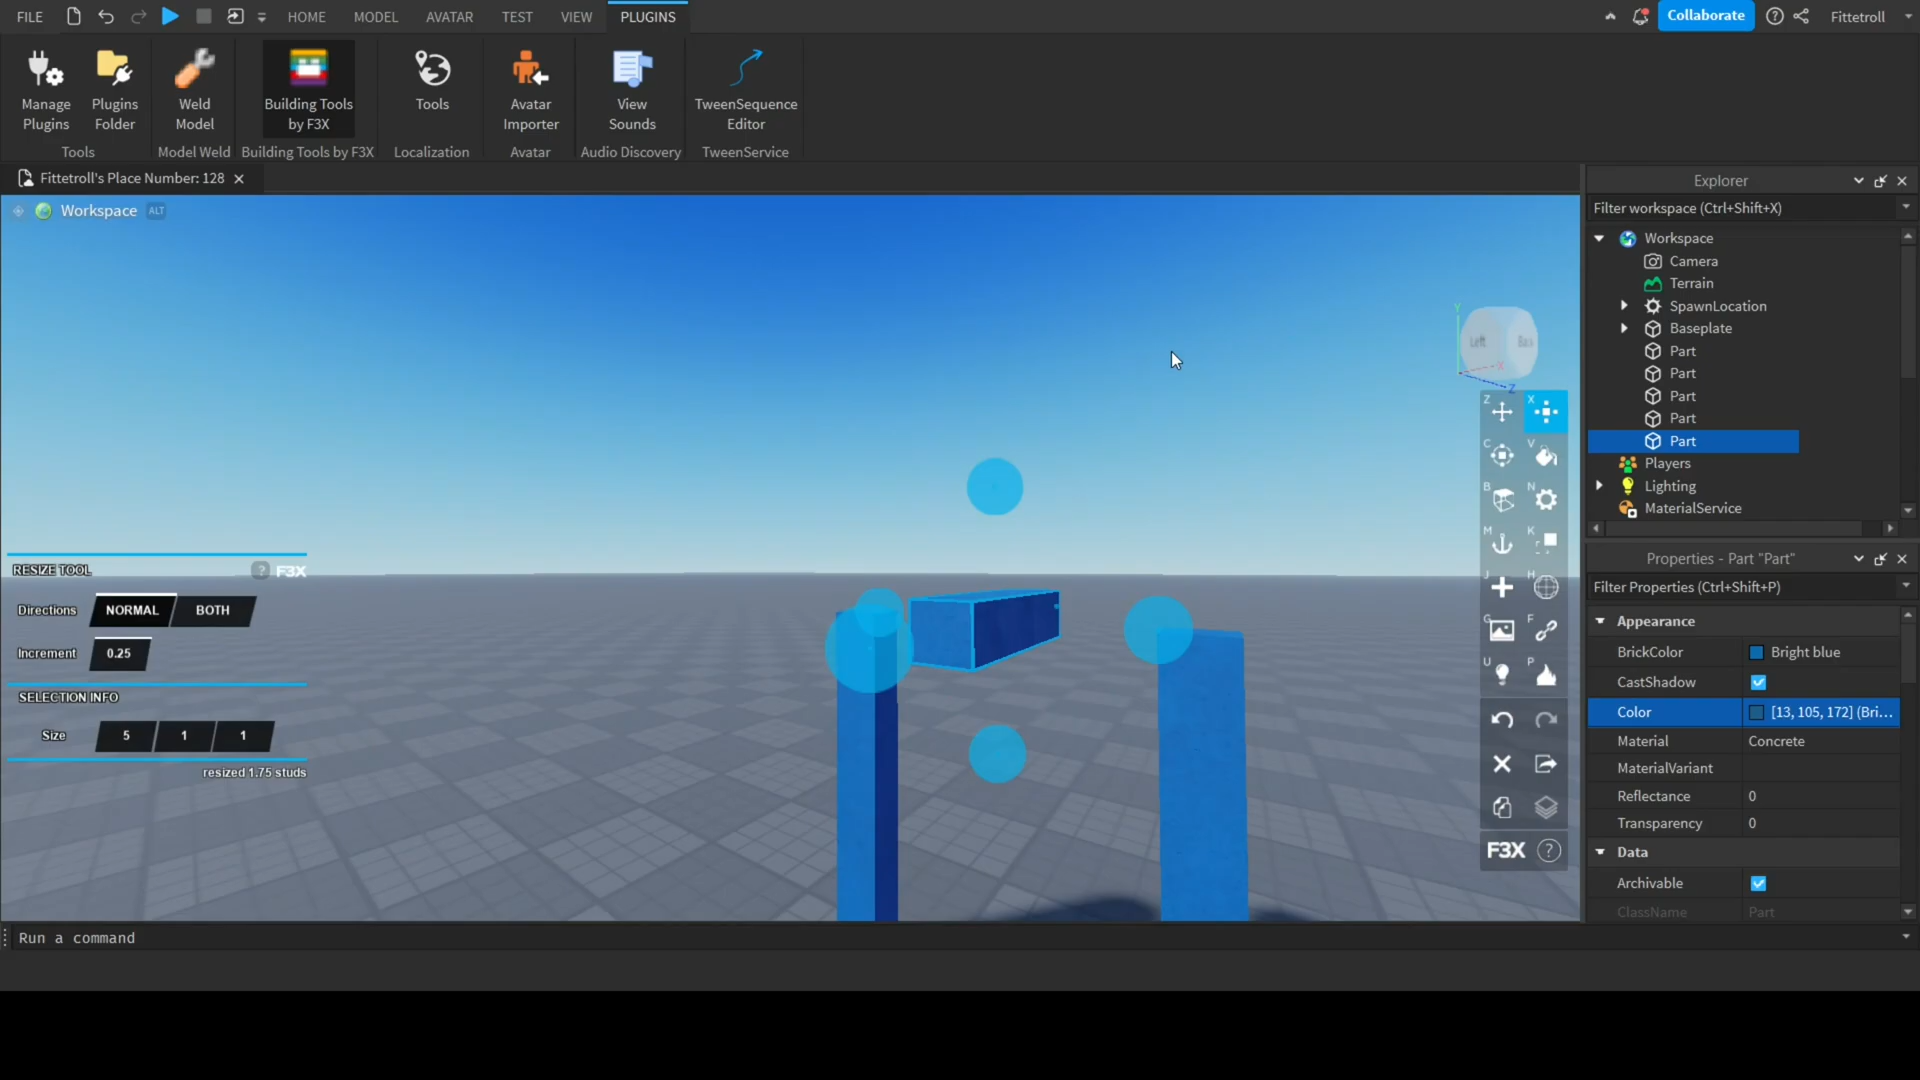 FILE HOME MODEL AVATAR TEST VIEW PLUGINS Collaborate Fittetroll
Manage Plugins
Plugins Folder
Weld Model
Building Tools by F3X
Tools
Avatar Importer
View Sounds
TweenSequence Editor
Tools Model Weld Building Tools by F3X Localization Avatar Audio Discovery TweenService
Fittetroll's Place Number: 128
Workspace ALT
Explorer
Filter workspace (Ctrl+Shift+X)
Workspace
Camera
Terrain
SpawnLocation
Baseplate
Part
Part
Part
Part
Part
Players
Lighting
MaterialService
Y
Left
X
Z
Z X
C V
B N
M K
J H
G F
U P
F3X ?
RESIZE TOOL ? F3X
Directions NORMAL BOTH
Increment 0.25
SELECTION INFO
Size 5 1 1
resized 1.75 studs
Properties - Part "Part"
Filter Properties (Ctrl+Shift+P)
Appearance
BrickColor Bright blue
CastShadow
Color [13, 105, 172] (Bri...
Material Concrete
MaterialVariant
Reflectance 0
Transparency 0
Data
Archivable
ClassName Part
Run a command